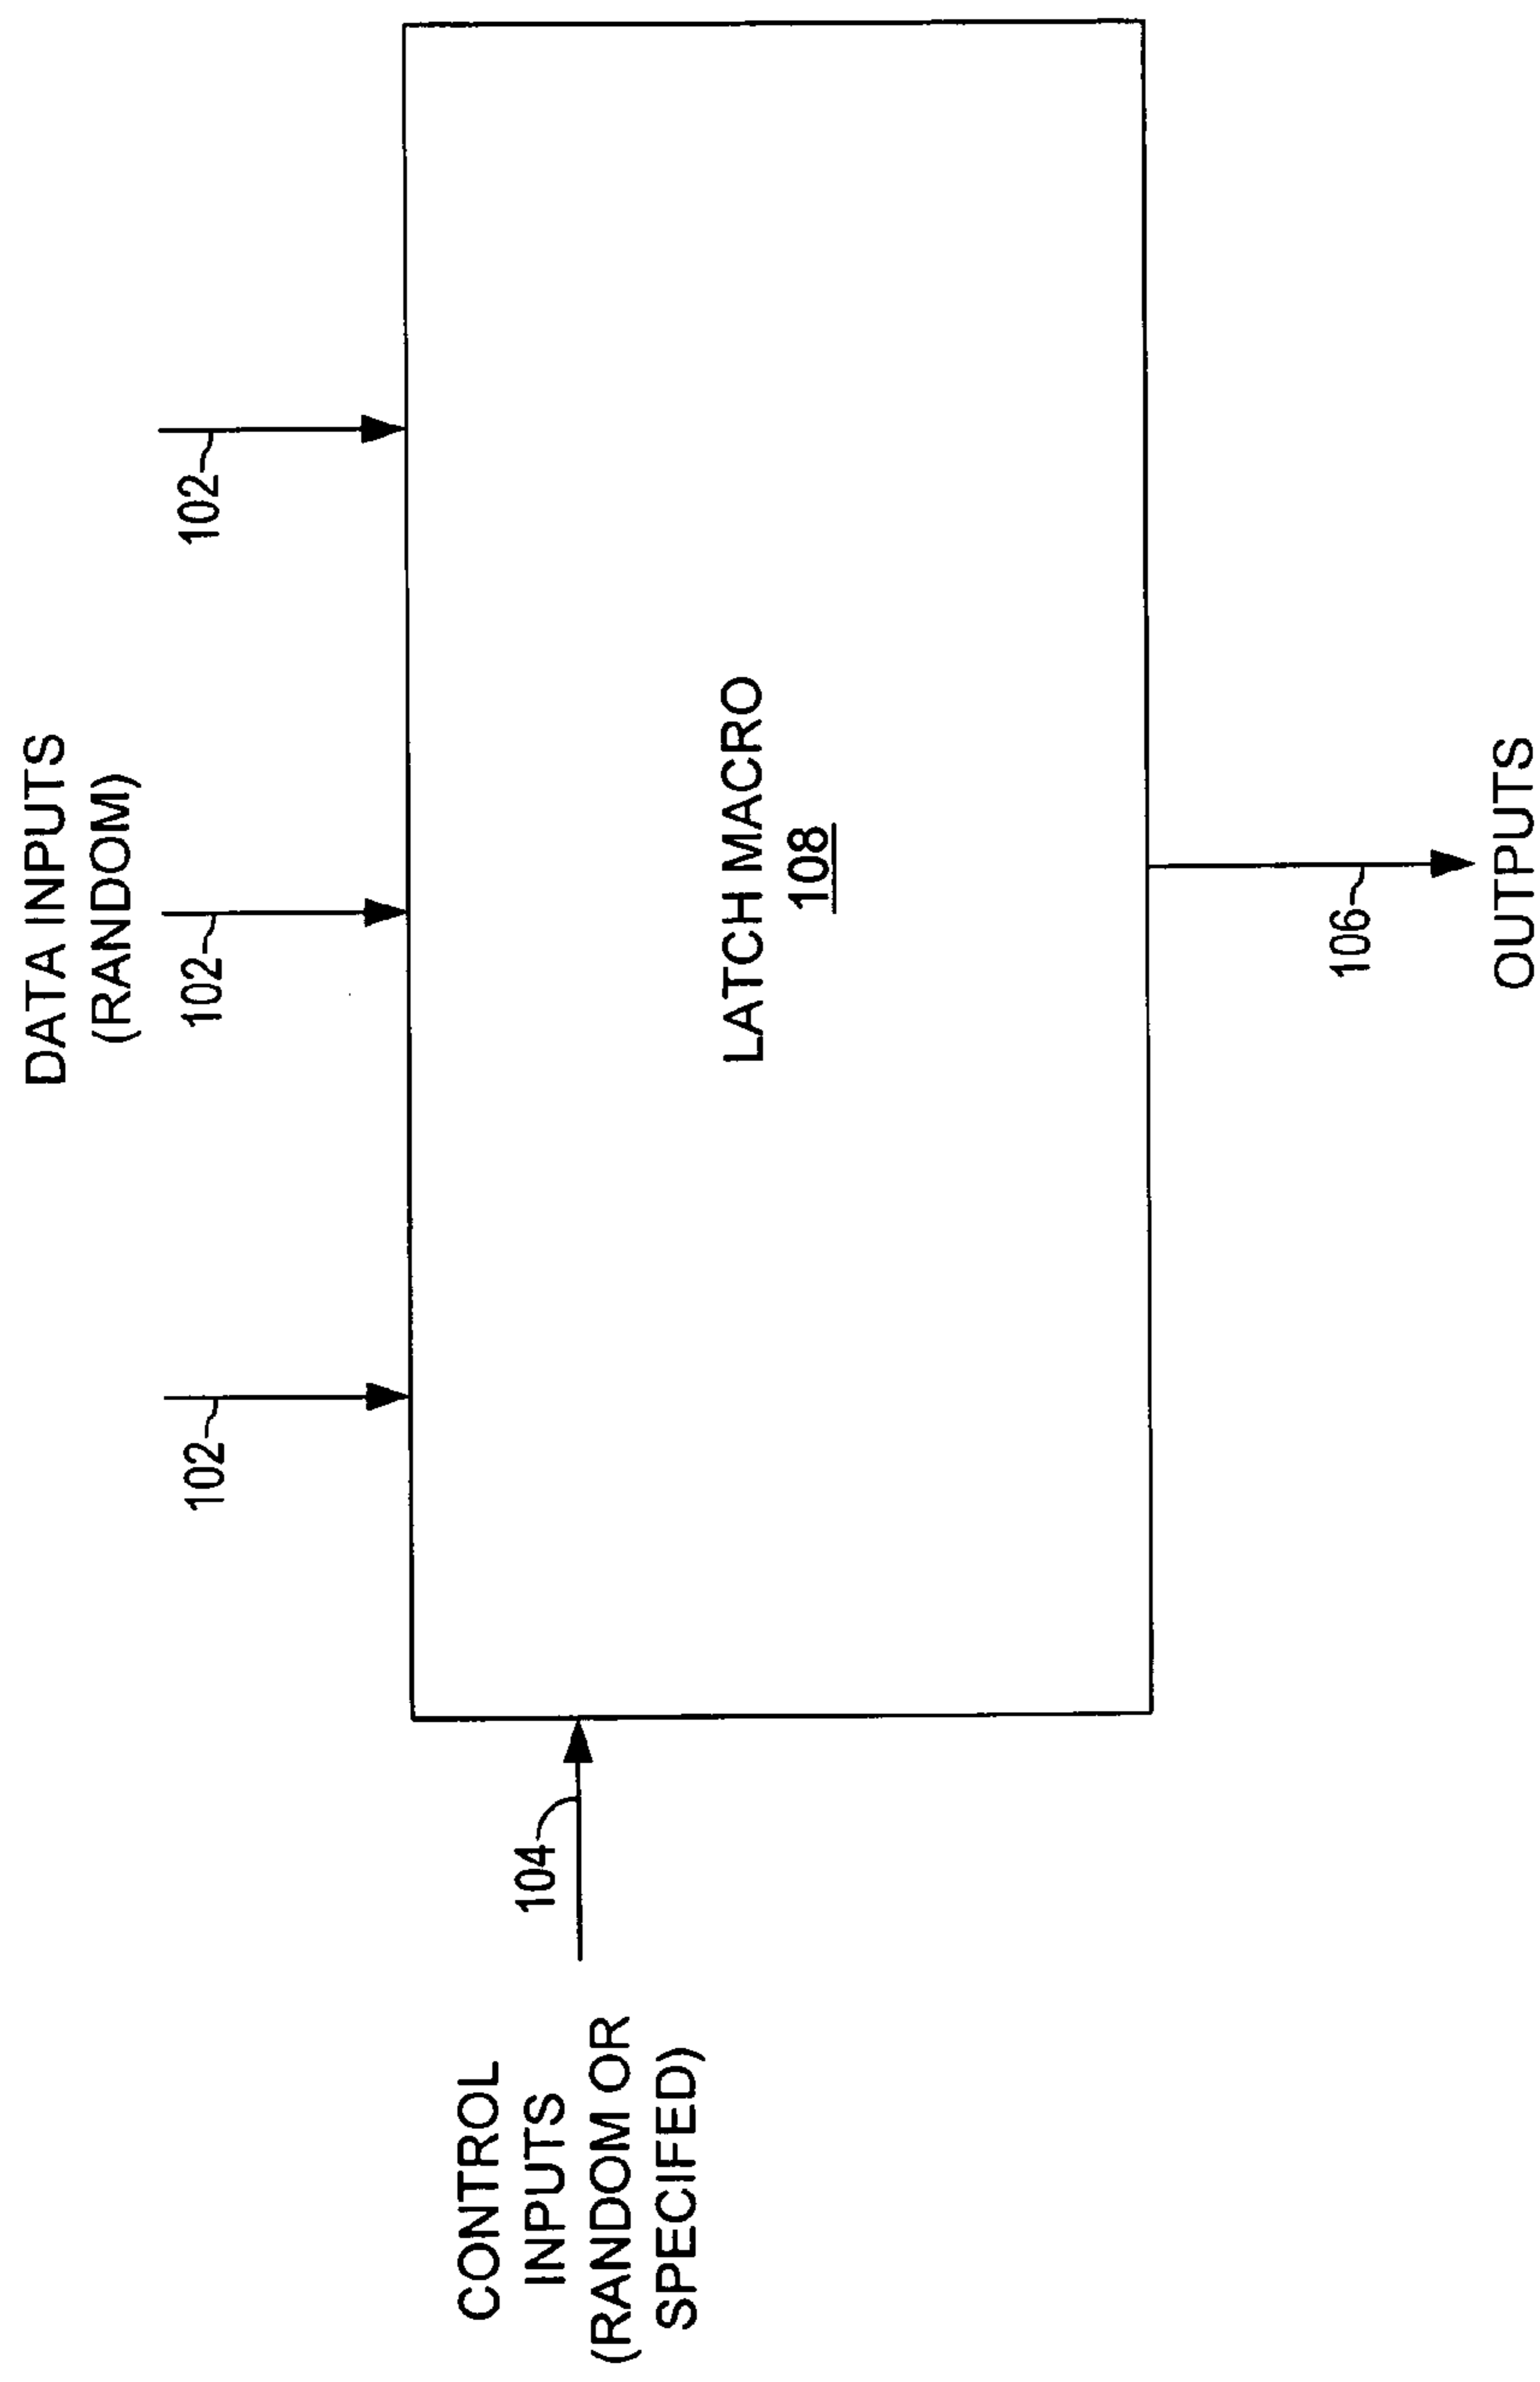 DATA INPUTS
(RANDOM)
102
102
102
CONTROL
INPUTS
(RANDOM OR
SPECIFED)
104
LATCH MACRO
108
106
OUTPUTS